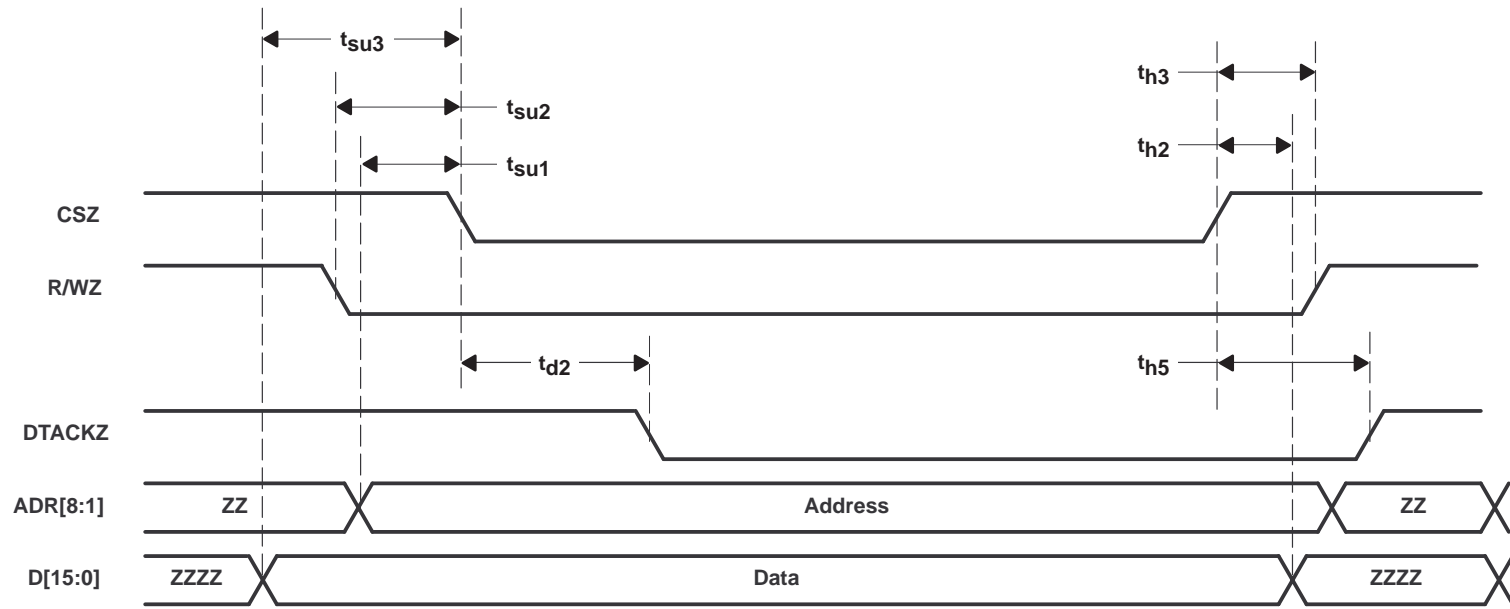 tsu3
th3
tsu2
th2
tsu1
CSZ
R/WZ
td2
th5
DTACKZ
ADR[8:1] ZZ Address ZZ
D[15:0] ZZZZ Data ZZZZ